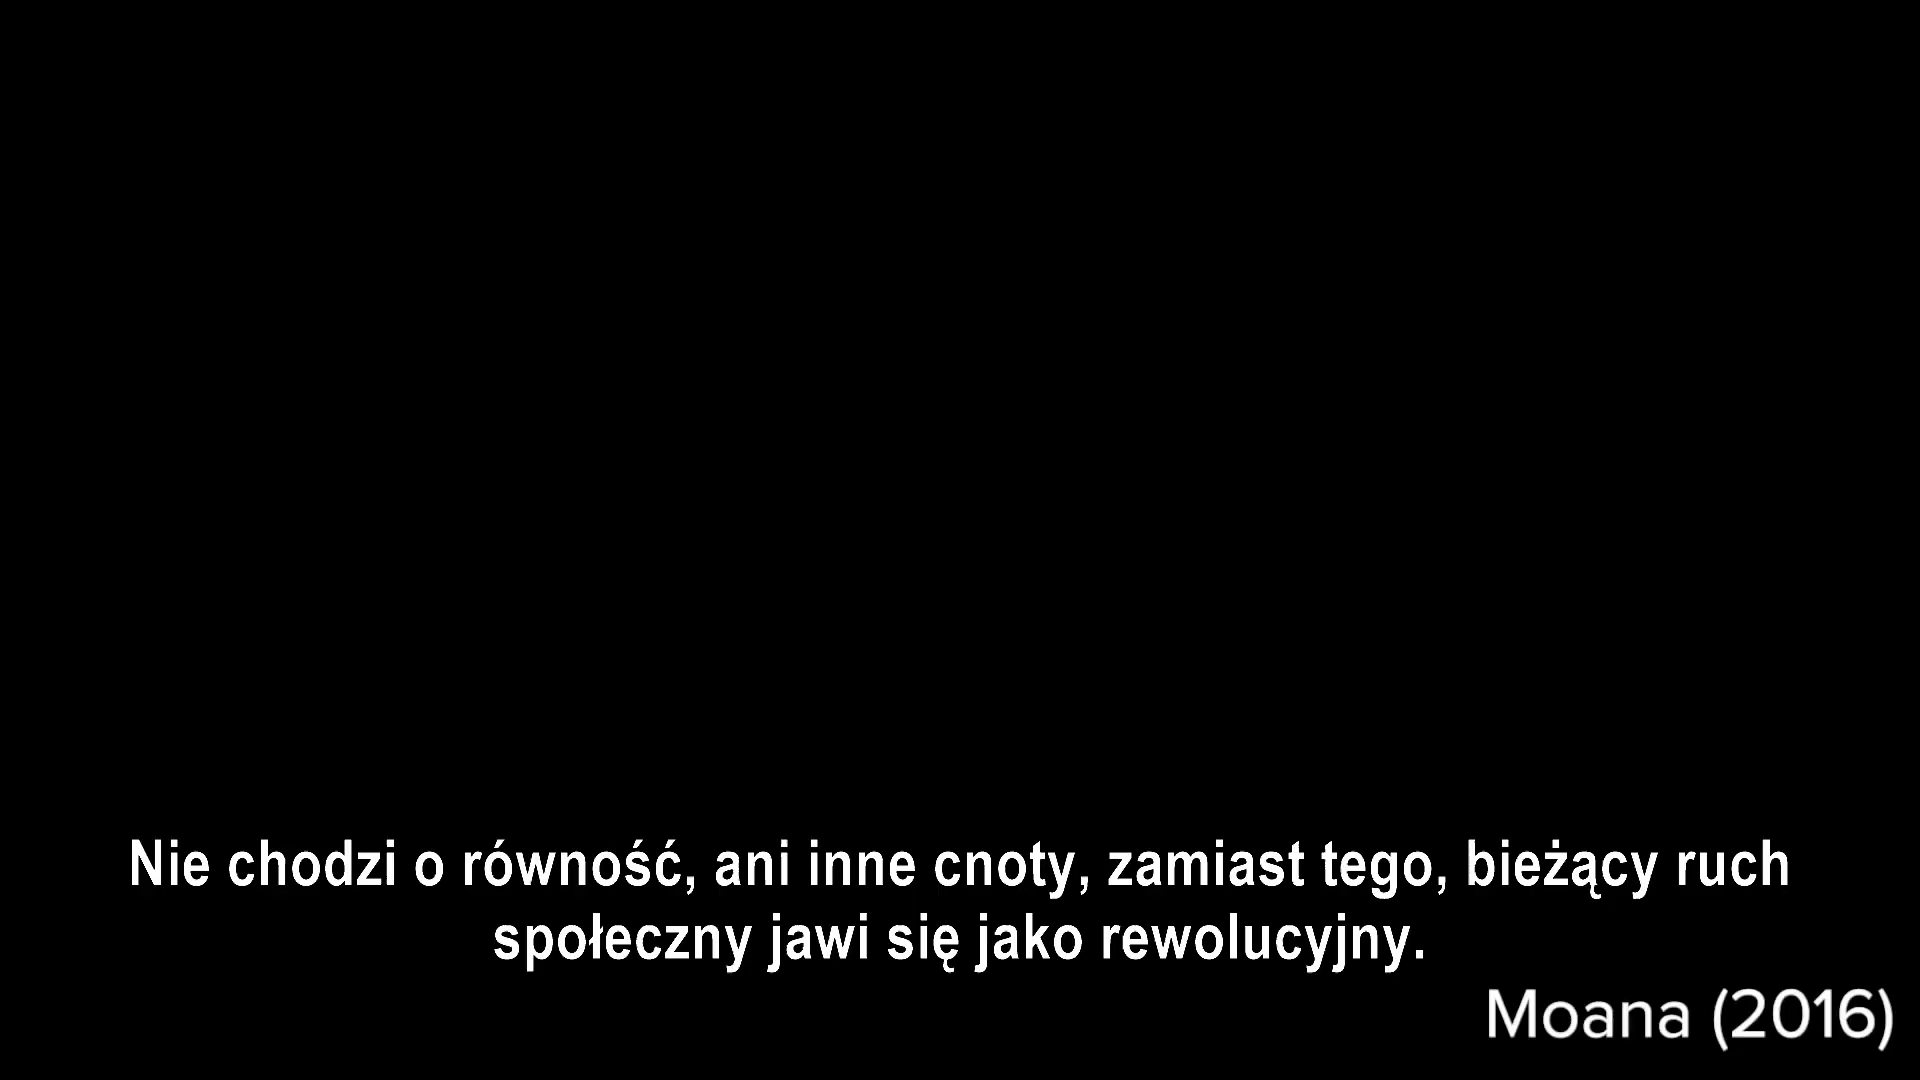 Nie chodzi o równość, ani inne cnoty, zamiast tego, bieżący ruch
społeczny jawi się jako rewolucyjny.
Moana (2016)